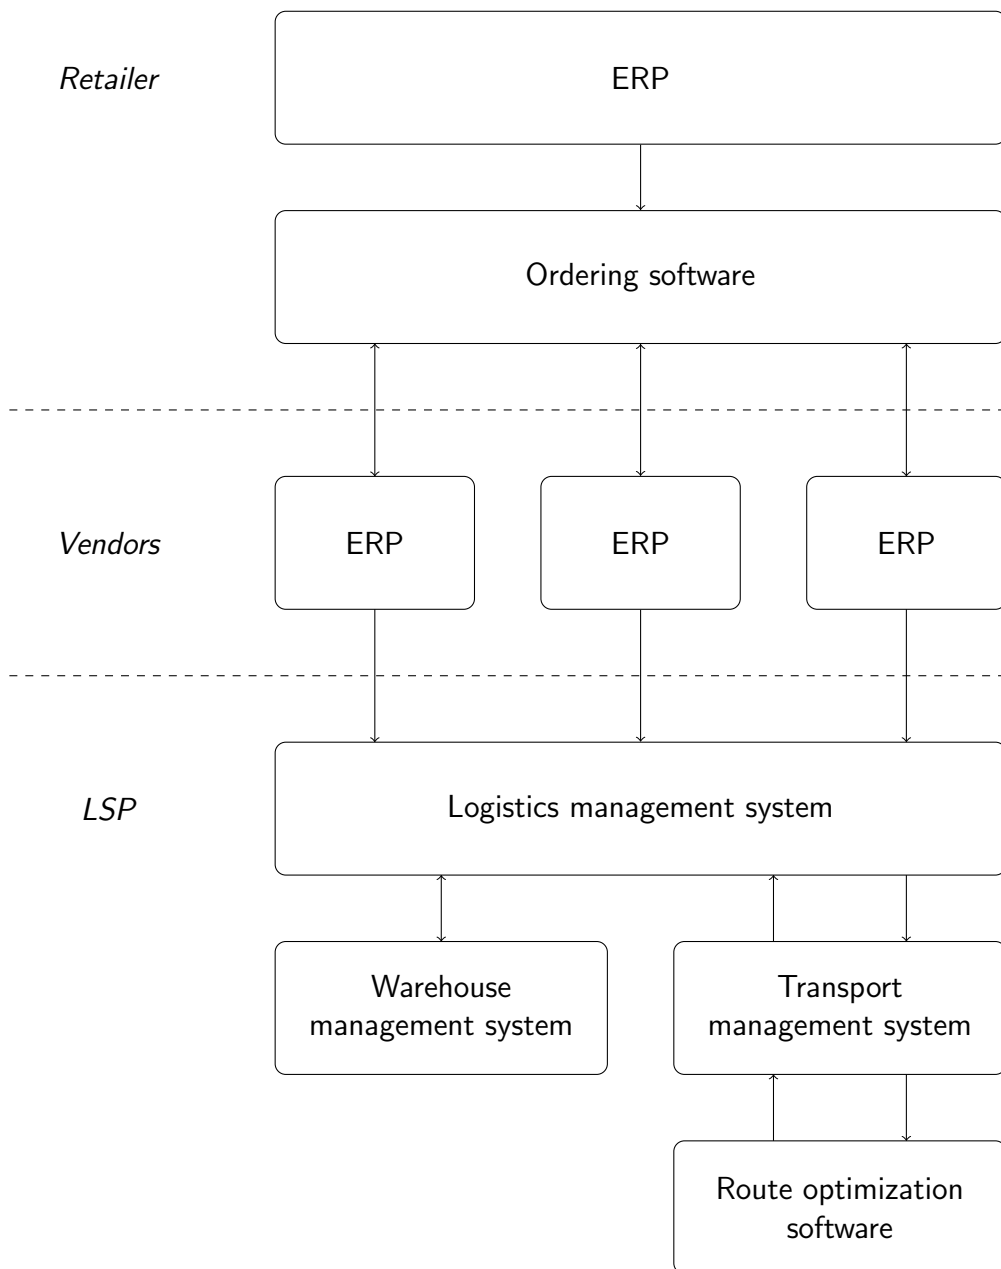 Retailer
ERP
Ordering software
Vendors
ERP
ERP
ERP
LSP
Logistics management system
Warehouse
management system
Transport
management system
Route optimization
software